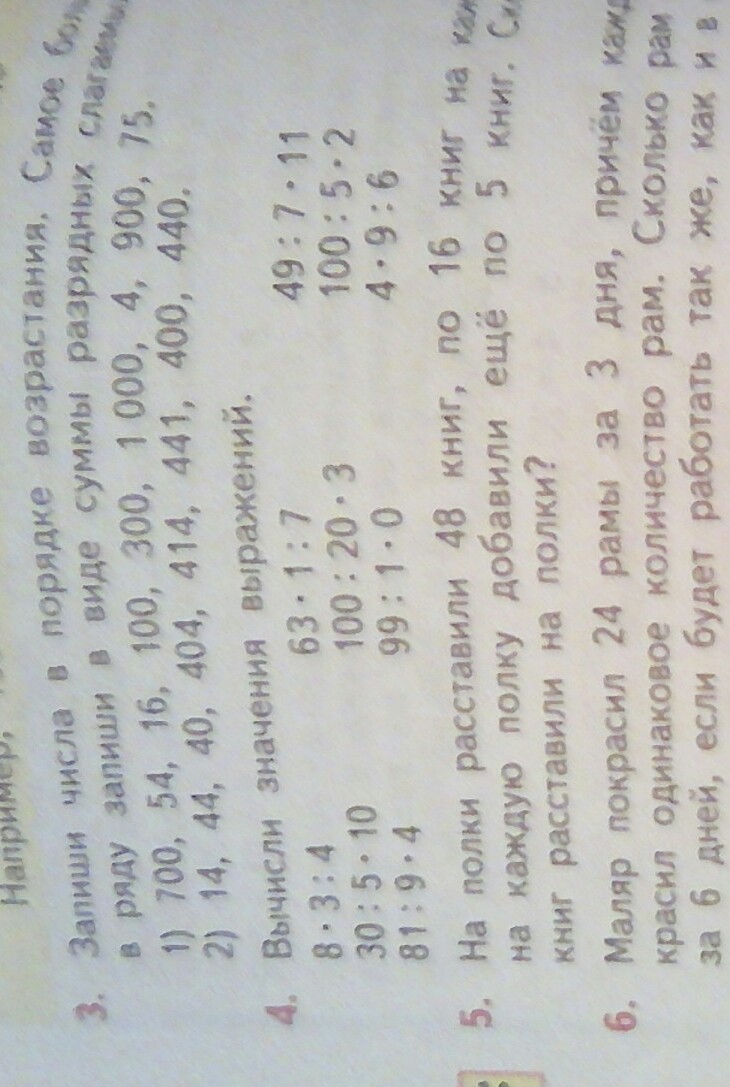 Например,
3. Запиши числа в порядке возрастания. Самое
в ряду запиши в виде суммы разрядных слагаемых
1) 700, 54, 16, 100, 300, 1 000, 4, 900, 75.
2) 14, 44, 40, 404, 414, 441, 400, 440.
4. Вычисли значения выражений.
8 · 3 : 4 63 · 1 : 7 49 : 7 · 11
30 : 5 · 10 100 : 20 · 3 100 : 5 · 2
81 : 9 · 4 99 : 1 · 0 4 · 9 : 6
5. На полки расставили 48 книг, по 16 книг на
на каждую полку добавили ещё по 5 книг.
книг расставили на полки?
6. Маляр покрасил 24 рамы за 3 дня, причём
красил одинаковое количество рам. Сколько рам
за 6 дней, если будет работать так же, как и в